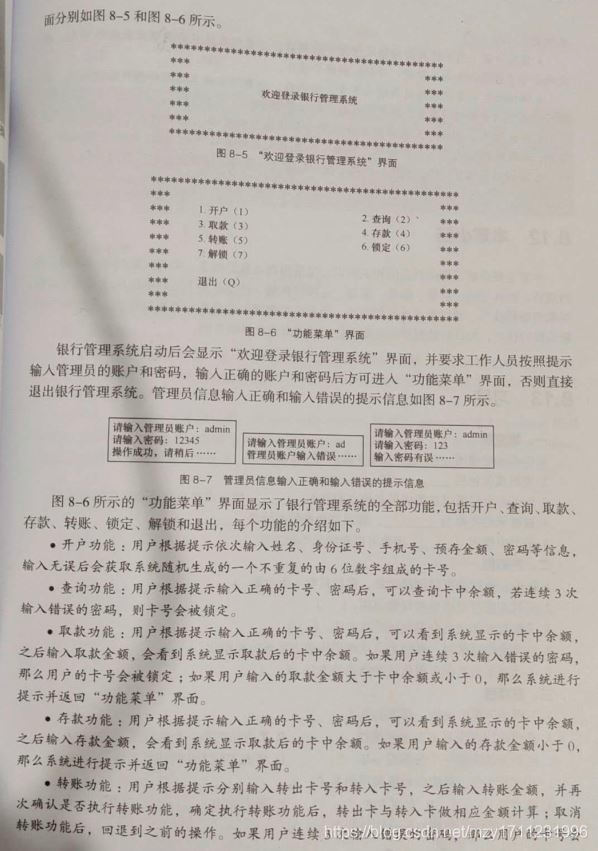 面分别如图 8-5 和图 8-6 所示。
****************************************
*** ***
*** ***
*** 欢迎登录银行管理系统 ***
*** ***
*** ***
****************************************
图 8-5 “欢迎登录银行管理系统”界面
****************************************
*** ***
*** 1. 开户（1） 2. 查询（2） ***
*** 3. 取款（3） 4. 存款（4） ***
*** 5. 转账（5） 6. 锁定（6） ***
*** 7. 解锁（7） ***
*** ***
*** 退出（Q） ***
*** ***
****************************************
图 8-6 “功能菜单”界面
银行管理系统启动后会显示“欢迎登录银行管理系统”界面，并要求工作人员按照提示
输入管理员的账户和密码，输入正确的账户和密码后方可进入“功能菜单”界面，否则直接
退出银行管理系统。管理员信息输入正确和输入错误的提示信息如图 8-7 所示。
请输入管理员账户：admin
请输入密码：12345
操作成功，请稍后……
请输入管理员账户：ad
管理员账户输入错误……
请输入管理员账户：admin
请输入密码：123
输入密码有误……
图 8-7 管理员信息输入正确和输入错误的提示信息
图 8-6 所示的“功能菜单”界面显示了银行管理系统的全部功能，包括开户、查询、取款、
存款、转账、锁定、解锁和退出，每个功能的介绍如下。
• 开户功能：用户根据提示依次输入姓名、身份证号、手机号、预存金额、密码等信息，
输入无误后会获取系统随机生成的一个不重复的由 6 位数字组成的卡号。
• 查询功能：用户根据提示输入正确的卡号、密码后，可以查询卡中余额，若连续 3 次
输入错误的密码，则卡号会被锁定。
• 取款功能：用户根据提示输入正确的卡号、密码后，可以看到系统显示的卡中余额，
之后输入取款金额，会看到系统显示取款后的卡中余额。如果用户连续 3 次输入错误的密码，
那么用户的卡号会被锁定；如果用户输入的取款金额大于卡中余额或小于 0，那么系统进行
提示并返回“功能菜单”界面。
• 存款功能：用户根据提示输入正确的卡号、密码后，可以看到系统显示的卡中余额，
之后输入存款金额，会看到系统显示取款后的卡中余额。如果用户输入的存款金额小于 0，
那么系统进行提示并返回“功能菜单”界面。
• 转账功能：用户根据提示分别输入转出卡号和转入卡号，之后输入转账金额，并再
次确认是否执行转账功能，确定执行转账功能后，转出卡与转入卡做相应金额计算；取消
转账功能后，回退到之前的操作。如果用户连续 3 次输入错误的密码，那么用户的卡号会
https://blog.csdn.net/mzy1711231996